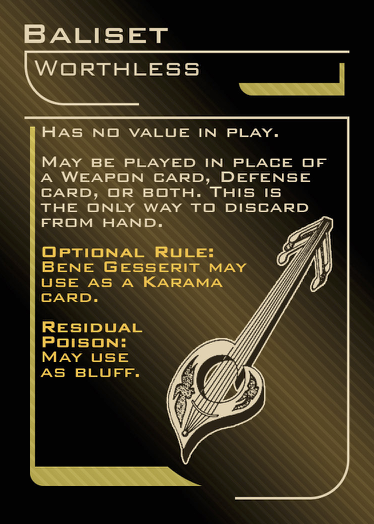 Baliset
Worthless
Has no value in play.
May be played in place of
a Weapon card, Defense
card, or both. This is
the only way to discard
from hand.
Optional Rule:
Bene Gesserit may
use as a Karama
card.
Residual
Poison:
May use
as bluff.